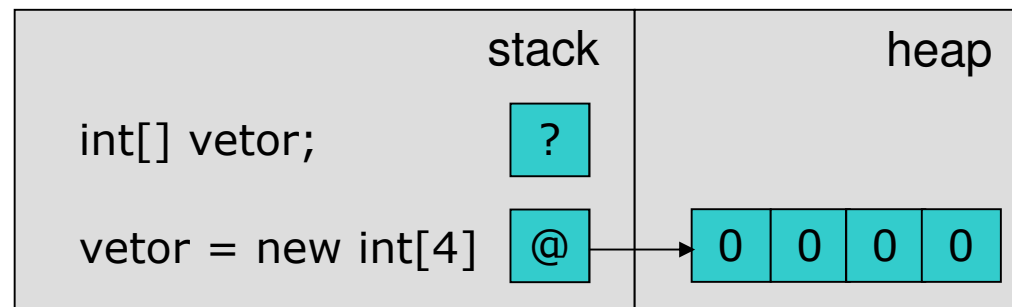 stack heap
int[] vetor; ?
vetor = new int[4] @ 0 0 0 0